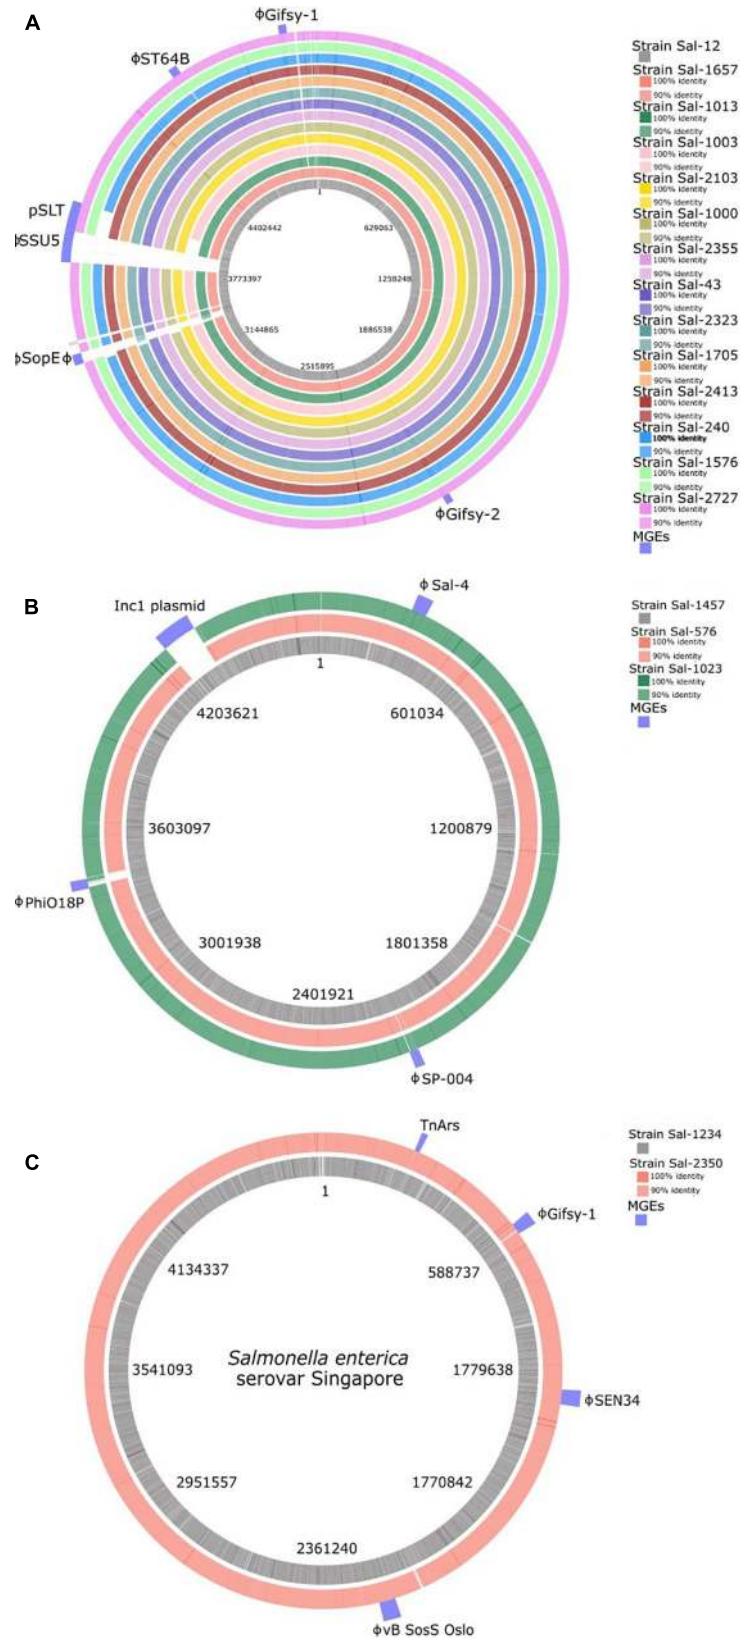 A
ϕGifsy-1
ϕST64B
pSLT
ϕSSU5
ϕSopEϕ
ϕGifsy-2
1
629063
1258248
1886538
2515895
3144865
3773397
4402442
Strain Sal-12
Strain Sal-1657
100% identity
90% identity
Strain Sal-1013
100% identity
90% identity
Strain Sal-1003
100% identity
90% identity
Strain Sal-2103
100% identity
90% identity
Strain Sal-1000
100% identity
90% identity
Strain Sal-2355
100% identity
90% identity
Strain Sal-43
100% identity
90% identity
Strain Sal-2323
100% identity
90% identity
Strain Sal-1705
100% identity
90% identity
Strain Sal-2413
100% identity
90% identity
Strain Sal-240
100% identity
90% identity
Strain Sal-1576
100% identity
90% identity
Strain Sal-2727
100% identity
90% identity
MGEs
B
Inc1 plasmid
ϕSal-4
ϕPhiO18P
ϕSP-004
1
601034
1200879
1801358
2401921
3001938
3603097
4203621
Strain Sal-1457
Strain Sal-576
100% identity
90% identity
Strain Sal-1023
100% identity
90% identity
MGEs
C
TnArs
ϕGifsy-1
ϕSEN34
ϕvB SosS Oslo
1
588737
1779638
1770842
2361240
2951557
3541093
4134337
Salmonella enterica
serovar Singapore
Strain Sal-1234
Strain Sal-2350
100% identity
90% identity
MGEs